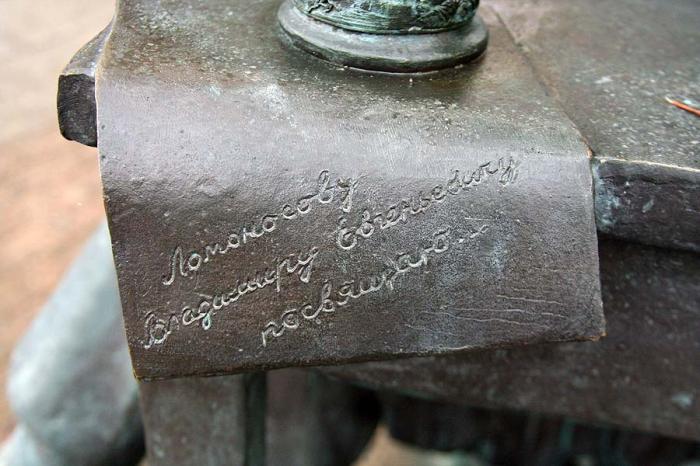 Ломоносову
Владимиру Евгеньевичу
посвящаю...